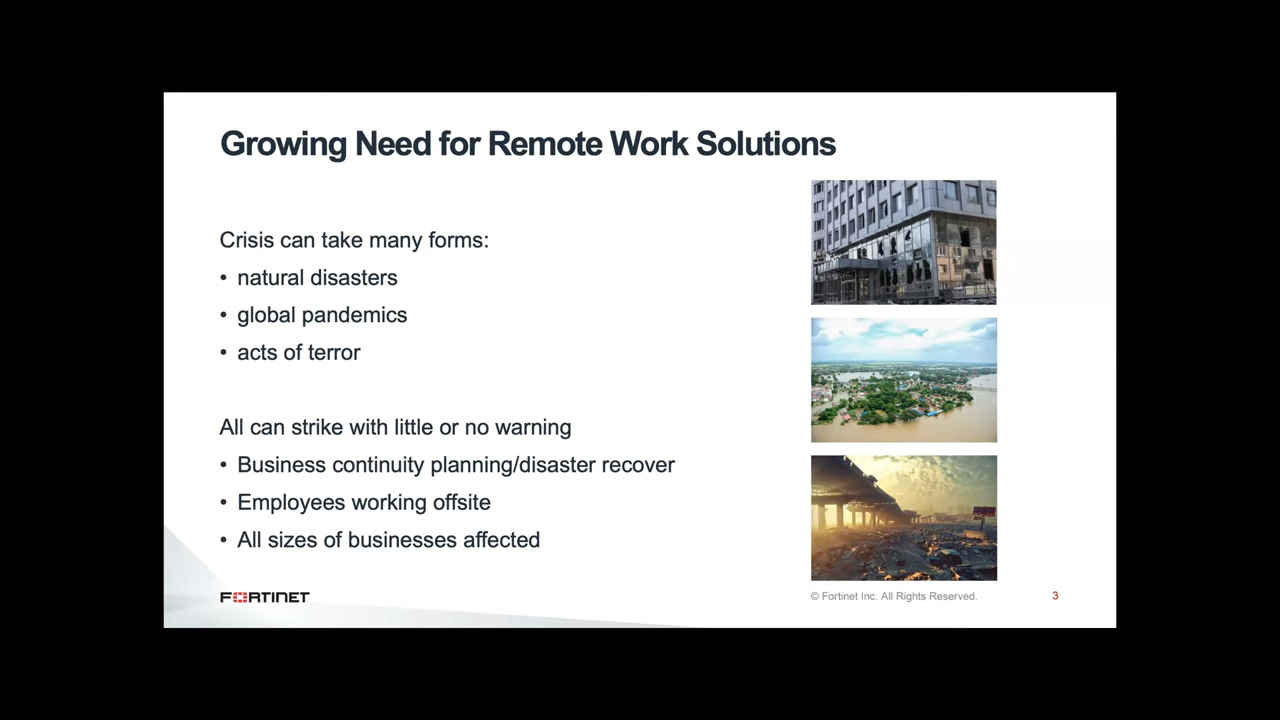 Growing Need for Remote Work Solutions
Crisis can take many forms:
• natural disasters
• global pandemics
• acts of terror
All can strike with little or no warning
• Business continuity planning/disaster recover
• Employees working offsite
• All sizes of businesses affected
FORTINET
© Fortinet Inc. All Rights Reserved.
3